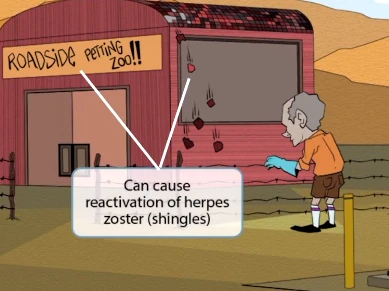 ROADSIDE PETTING ZOO!!
Can cause
reactivation of herpes
zoster (shingles)